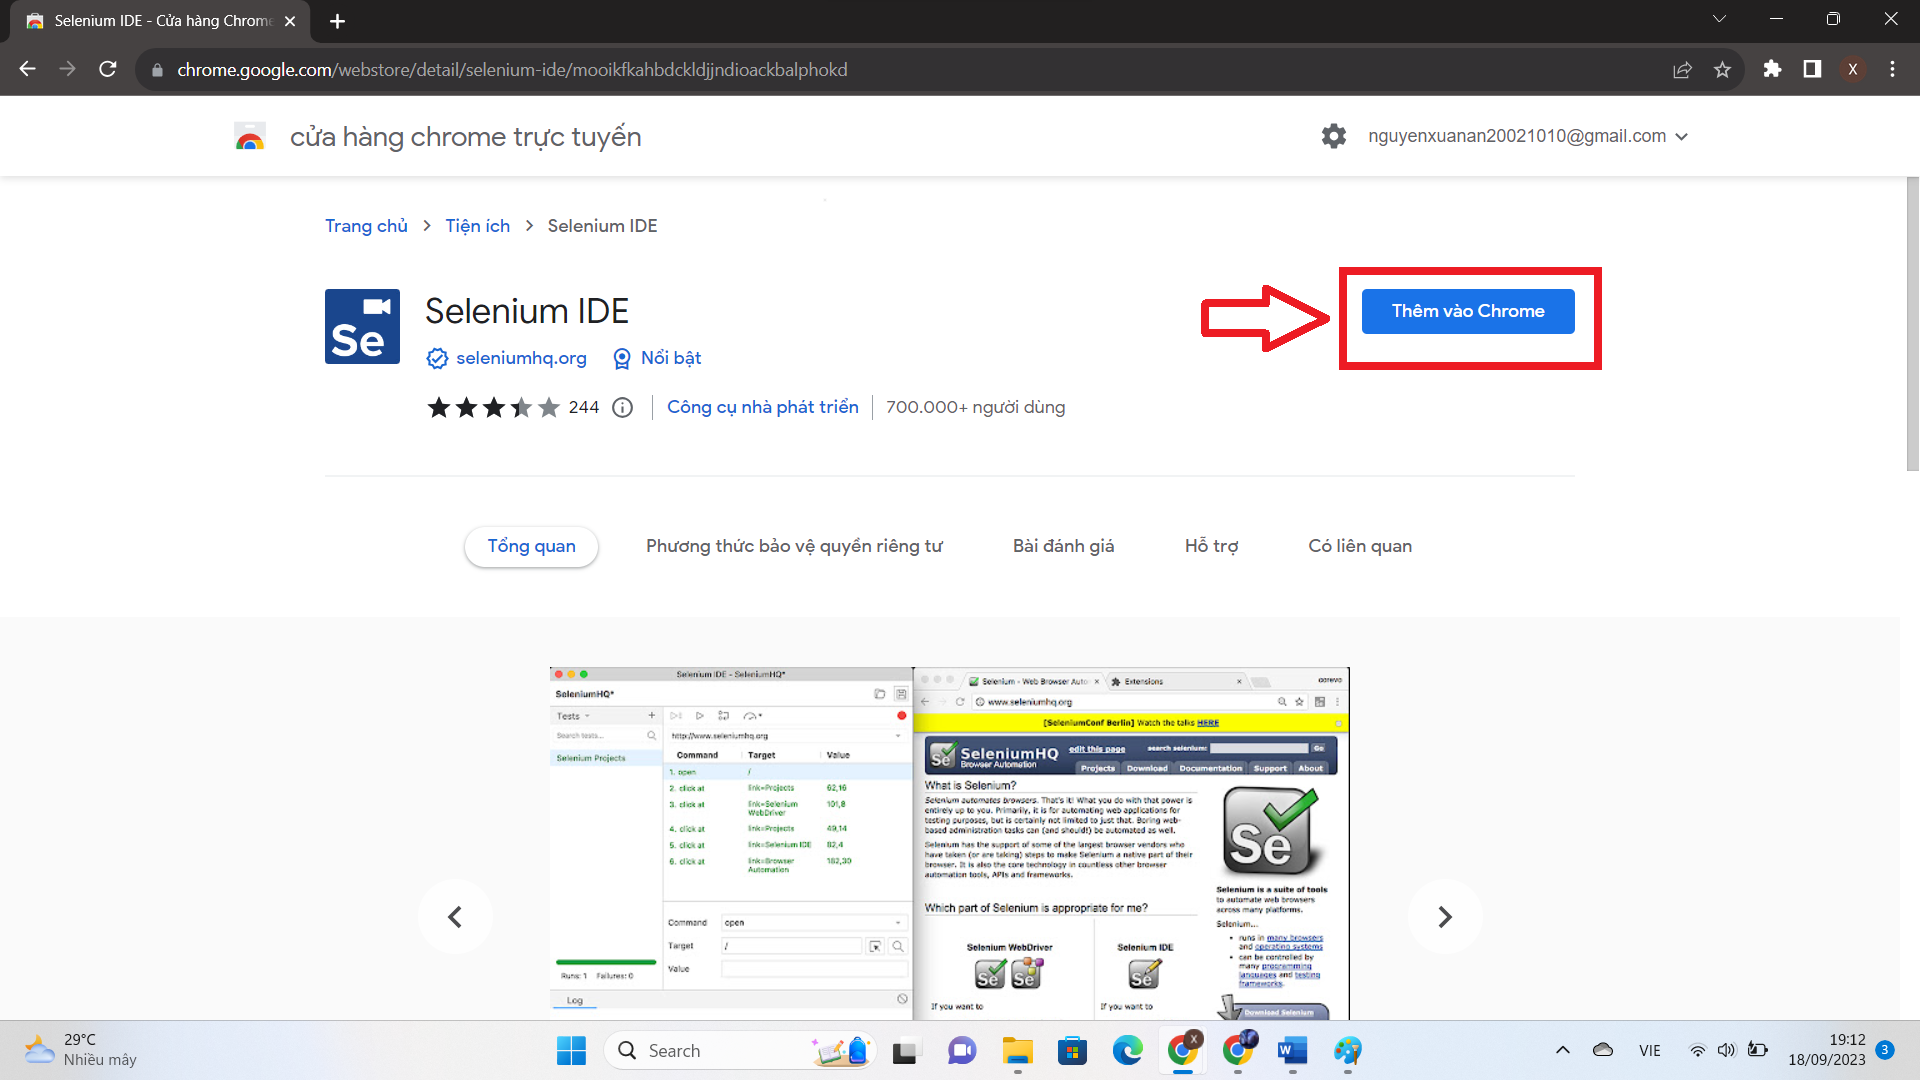 Selenium IDE - Cửa hàng Chrome
chrome.google.com/webstore/detail/selenium-ide/mooikfkahbdckldjjndioackbalphokd
X
cửa hàng chrome trực tuyến
nguyenxuanan20021010@gmail.com
Trang chủ > Tiện ích > Selenium IDE
Se
Selenium IDE
Thêm vào Chrome
seleniumhq.org Nổi bật
244 Công cụ nhà phát triển 700.000+ người dùng
Tổng quan Phương thức bảo vệ quyền riêng tư Bài đánh giá Hỗ trợ Có liên quan
Selenium IDE - SeleniumHQ*
SeleniumHQ*
Tests
Search tests...
Selenium Projects
http://www.seleniumhq.org
Command Target Value
1. open /
2. click at link=Projects 62,16
3. click at link=Selenium WebDriver 101,8
4. click at link=Projects 49,14
5. click at link=Selenium IDE 82,4
6. click at link=Browser Automation 182,30
Command open
Target /
Value
Runs: 1 Failures: 0
Log
Selenium - Web Browser Auto
Extensions
www.seleniumhq.org
[SeleniumConf Berlin] Watch the talks HERE
Se SeleniumHQ
Browser Automation
edit this page
search selenium: Go
Projects Download Documentation Support About
What is Selenium?
Selenium automates browsers. That's it! What you do with that power is
entirely up to you. Primarily, it is for automating web applications for
testing purposes, but is certainly not limited to just that. Boring web-
based administration tasks can (and should!) be automated as well.
Selenium has the support of some of the largest browser vendors who
have taken (or are taking) steps to make Selenium a native part of their
browser. It is also the core technology in countless other browser
automation tools, APIs and frameworks.
Which part of Selenium is appropriate for me?
Selenium WebDriver
Selenium IDE
Se Se
Se
If you want to
If you want to
Se
Selenium is a suite of tools
to automate web browsers
across many platforms.
Selenium...
runs in many browsers
and operating systems
can be controlled by
many programming
languages and testing
frameworks.
Download Selenium
29°C
Nhiều mây
Search
X
W
VIE
19:12
18/09/2023
3